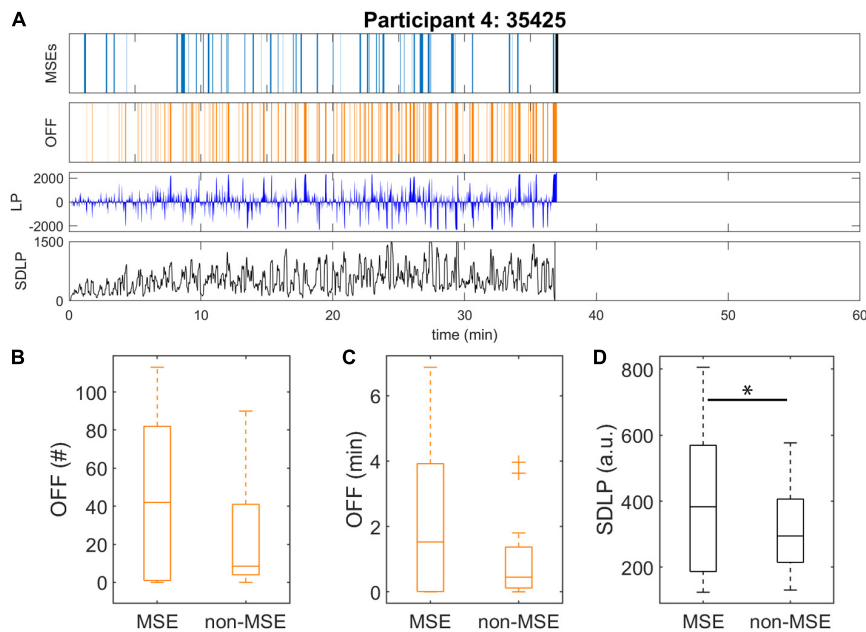 A
Participant 4: 35425
MSEs
OFF
LP
2000
0
-2000
SDLP
1500
0
0 10 20 30 40 50 60
time (min)
B
OFF (#)
100
80
60
40
20
0
MSE non-MSE
C
OFF (min)
6
4
2
0
MSE non-MSE
D
SDLP (a.u.)
800
600
400
200
*
MSE non-MSE